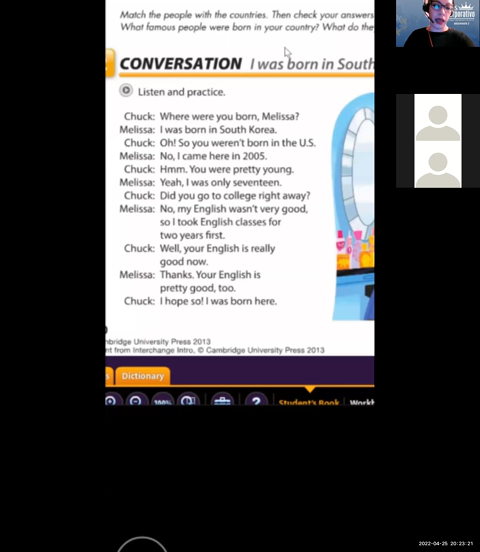 Match the people with the countries. Then check your answers
What famous people were born in your country? What do the
CONVERSATION I was born in South
Listen and practice.
Chuck: Where were you born, Melissa?
Melissa: I was born in South Korea.
Chuck: Oh! So you weren't born in the U.S.
Melissa: No, I came here in 2005.
Chuck: Hmm. You were pretty young.
Melissa: Yeah, I was only seventeen.
Chuck: Did you go to college right away?
Melissa: No, my English wasn't very good,
so I took English classes for
two years first.
Chuck: Well, your English is really
good now.
Melissa: Thanks. Your English is
pretty good, too.
Chuck: I hope so! I was born here.
bridge University Press 2013
nt from Interchange Intro, © Cambridge University Press 2013
Dictionary
100%
?
Student's Book
2022-04-25 20:23:21